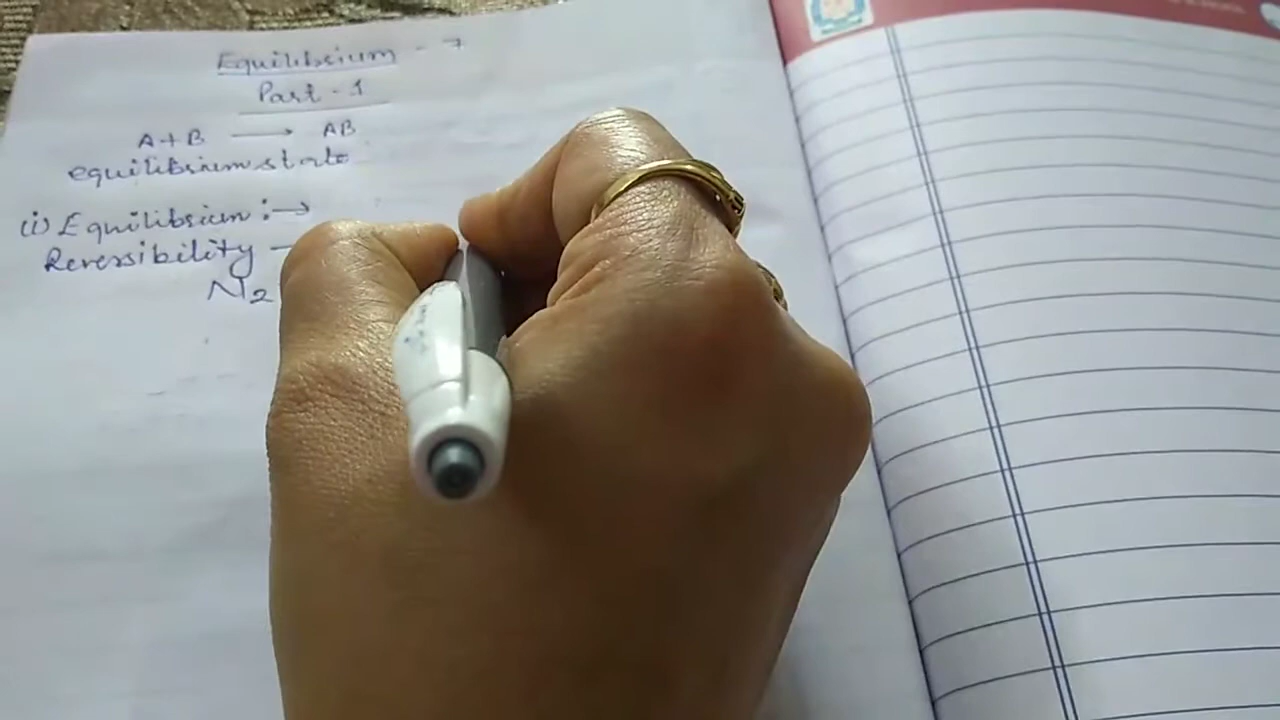 Equilibrium - 7
Part - 1
A + B ⟶ AB
equilibrium state
(i) Equilibrium :→
Reversibility —
N₂